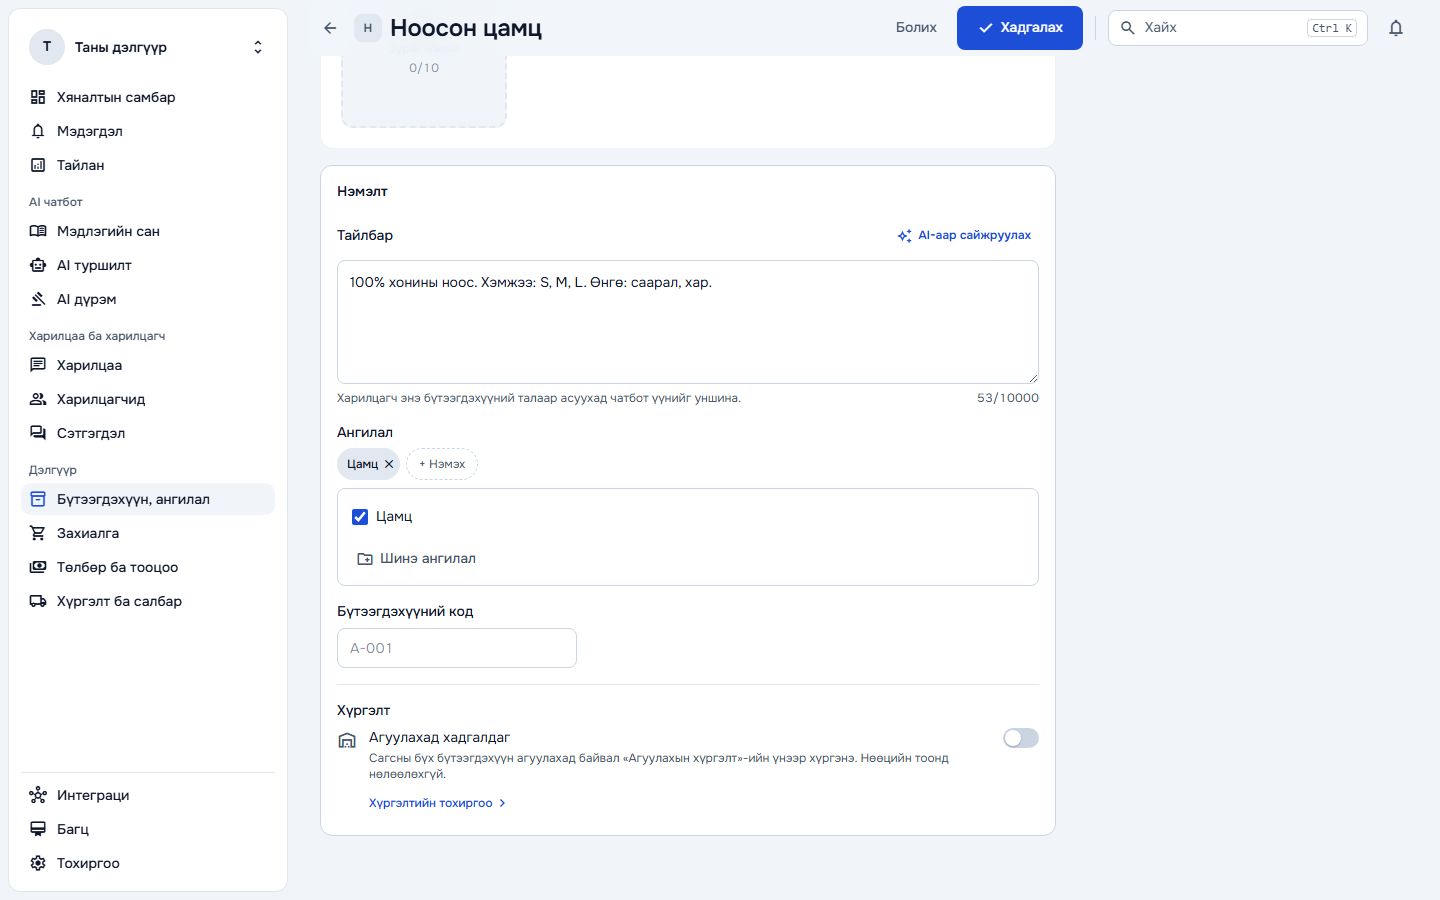 Т
Таны дэлгүүр
Хяналтын самбар
Мэдэгдэл
Тайлан
AI чатбот
Мэдлэгийн сан
AI туршилт
AI дүрэм
Харилцаа ба харилцагч
Харилцаа
Харилцагчид
Сэтгэгдэл
Дэлгүүр
Бүтээгдэхүүн, ангилал
Захиалга
Төлбөр ба тооцоо
Хүргэлт ба салбар
Интеграци
Багц
Тохиргоо
Н
Ноосон цамц
Болих
Хадгалах
Хайх
Ctrl K
0/10
Нэмэлт
Тайлбар
AI-аар сайжруулах
100% хонины ноос. Хэмжээ: S, M, L. Өнгө: саарал, хар.
Харилцагч энэ бүтээгдэхүүний талаар асуухад чатбот үүнийг уншина.
53/10000
Ангилал
Цамц
+ Нэмэх
Цамц
Шинэ ангилал
Бүтээгдэхүүний код
A-001
Хүргэлт
Агуулахад хадгалдаг
Сагсны бүх бүтээгдэхүүн агуулахад байвал «Агуулахын хүргэлт»-ийн үнээр хүргэнэ. Нөөцийн тоонд
нөлөөлөхгүй.
Хүргэлтийн тохиргоо